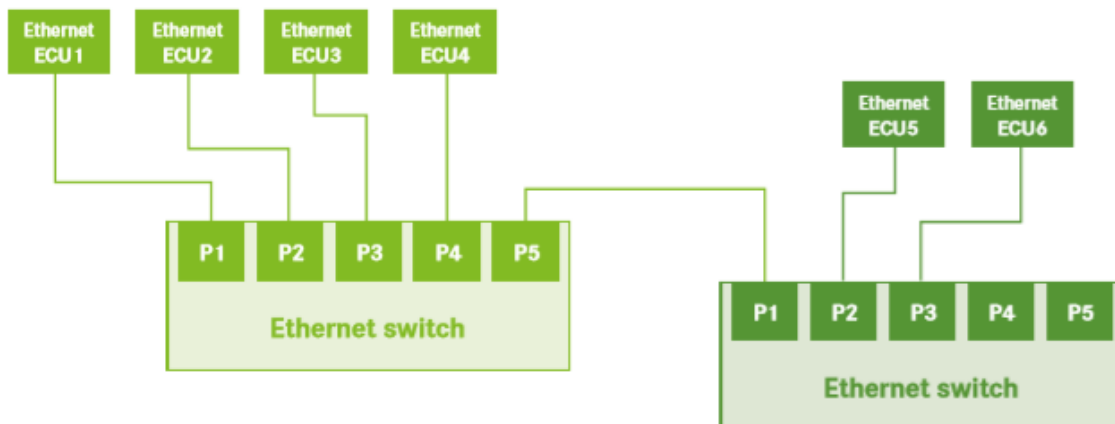 Ethernet
ECU1
Ethernet
ECU2
Ethernet
ECU3
Ethernet
ECU4
Ethernet
ECU5
Ethernet
ECU6
P1
P2
P3
P4
P5
Ethernet switch
P1
P2
P3
P4
P5
Ethernet switch